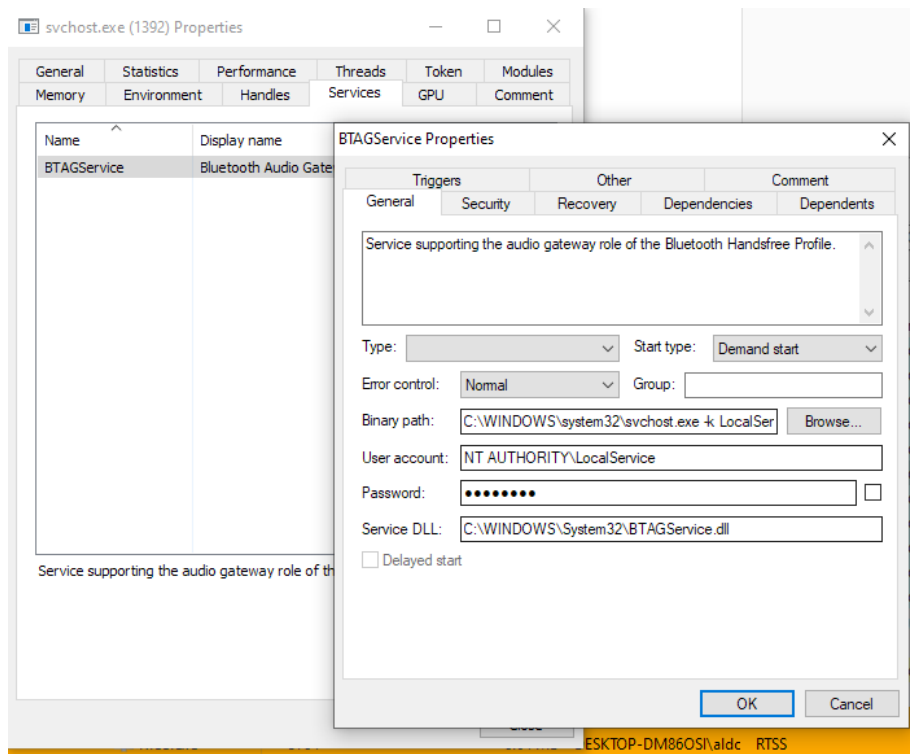 svchost.exe (1392) Properties
General Statistics Performance Threads Token Modules
Memory Environment Handles Services GPU Comment
Name Display name
BTAGService Bluetooth Audio Gate
Service supporting the audio gateway role of th
BTAGService Properties
Triggers Other Comment
General Security Recovery Dependencies Dependents
Service supporting the audio gateway role of the Bluetooth Handsfree Profile.
Type: Start type: Demand start
Error control: Normal Group:
Binary path: C:\WINDOWS\system32\svchost.exe -k LocalSer Browse...
User account: NT AUTHORITY\LocalService
Password: ●●●●●●●●
Service DLL: C:\WINDOWS\System32\BTAGService.dll
Delayed start
OK Cancel
ESKTOP-DM86OSI\aldc RTSS